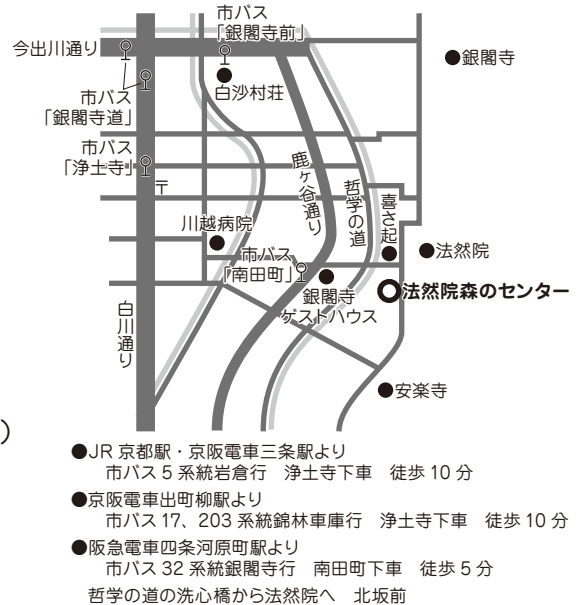 市バス
「銀閣寺前」
今出川通り
銀閣寺
白沙村荘
市バス
「銀閣寺道」
市バス
「浄土寺」
〒
鹿ヶ谷通り
哲学の道
喜さ起
川越病院
法然院
市バス
「南田町」
銀閣寺
ゲストハウス
法然院森のセンター
白川通り
安楽寺
)
●JR 京都駅・京阪電車三条駅より
市バス 5 系統岩倉行 浄土寺下車 徒歩 10 分
●京阪電車出町柳駅より
市バス 17、203 系統錦林車庫行 浄土寺下車 徒歩 10 分
●阪急電車四条河原町駅より
市バス 32 系統銀閣寺行 南田町下車 徒歩 5 分
哲学の道の洗心橋から法然院へ 北坂前